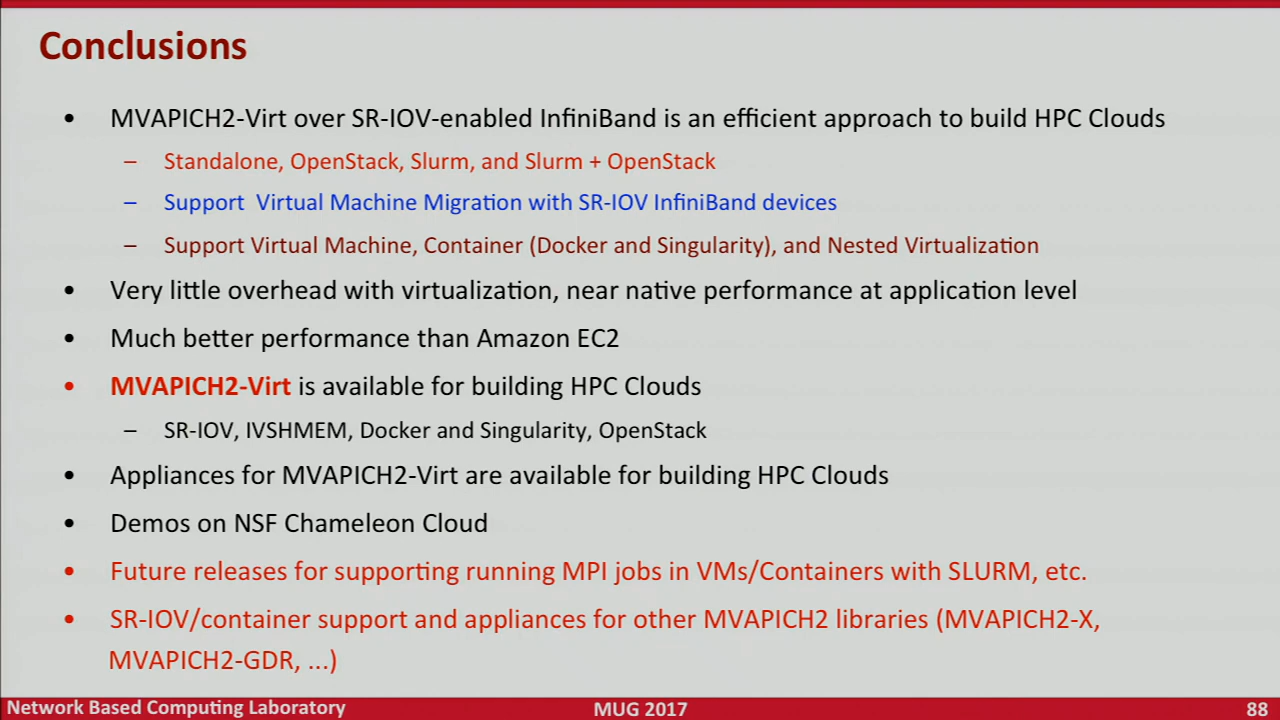 Conclusions
• MVAPICH2-Virt over SR-IOV-enabled InfiniBand is an efficient approach to build HPC Clouds
– Standalone, OpenStack, Slurm, and Slurm + OpenStack
– Support Virtual Machine Migration with SR-IOV InfiniBand devices
– Support Virtual Machine, Container (Docker and Singularity), and Nested Virtualization
• Very little overhead with virtualization, near native performance at application level
• Much better performance than Amazon EC2
• MVAPICH2-Virt is available for building HPC Clouds
– SR-IOV, IVSHMEM, Docker and Singularity, OpenStack
• Appliances for MVAPICH2-Virt are available for building HPC Clouds
• Demos on NSF Chameleon Cloud
• Future releases for supporting running MPI jobs in VMs/Containers with SLURM, etc.
• SR-IOV/container support and appliances for other MVAPICH2 libraries (MVAPICH2-X,
MVAPICH2-GDR, ...)
Network Based Computing Laboratory MUG 2017 88